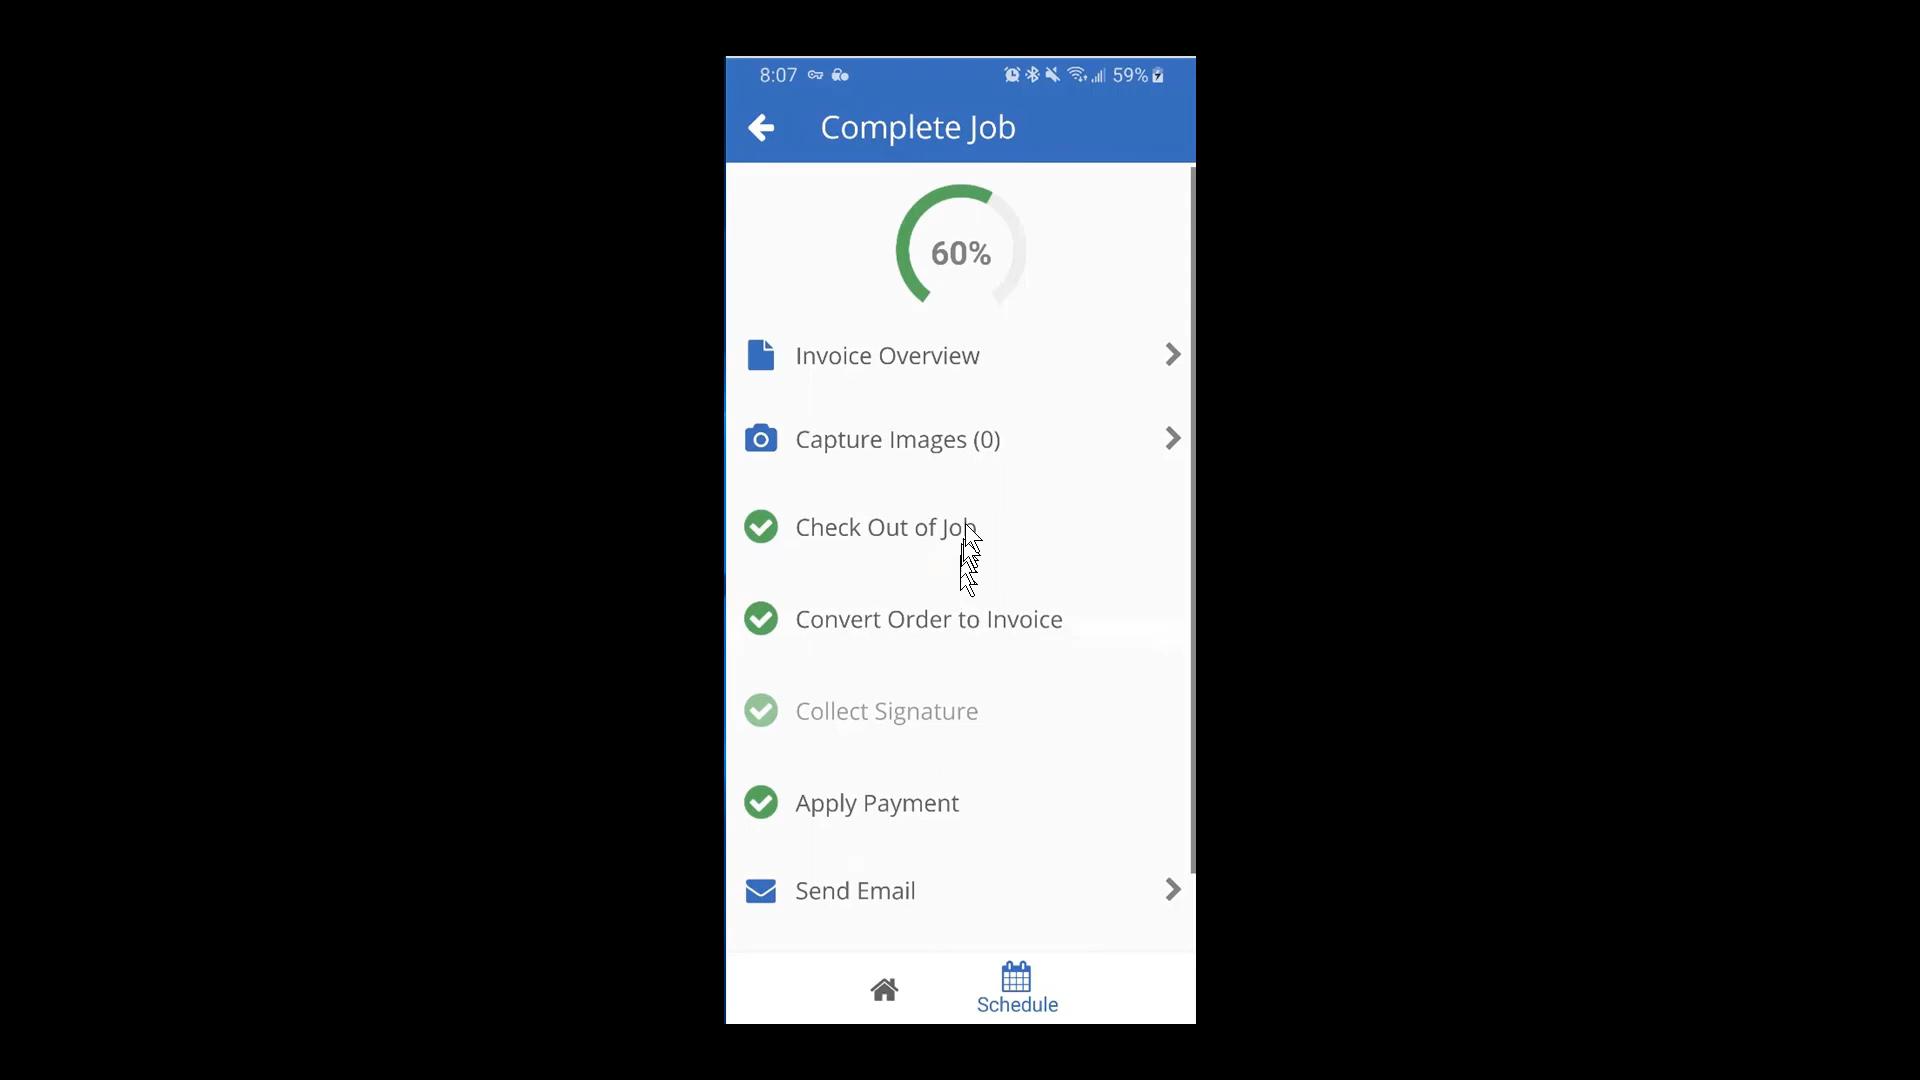 8:07
59%
Complete Job
60%
Invoice Overview
Capture Images (0)
Check Out of Job
Convert Order to Invoice
Collect Signature
Apply Payment
Send Email
Schedule